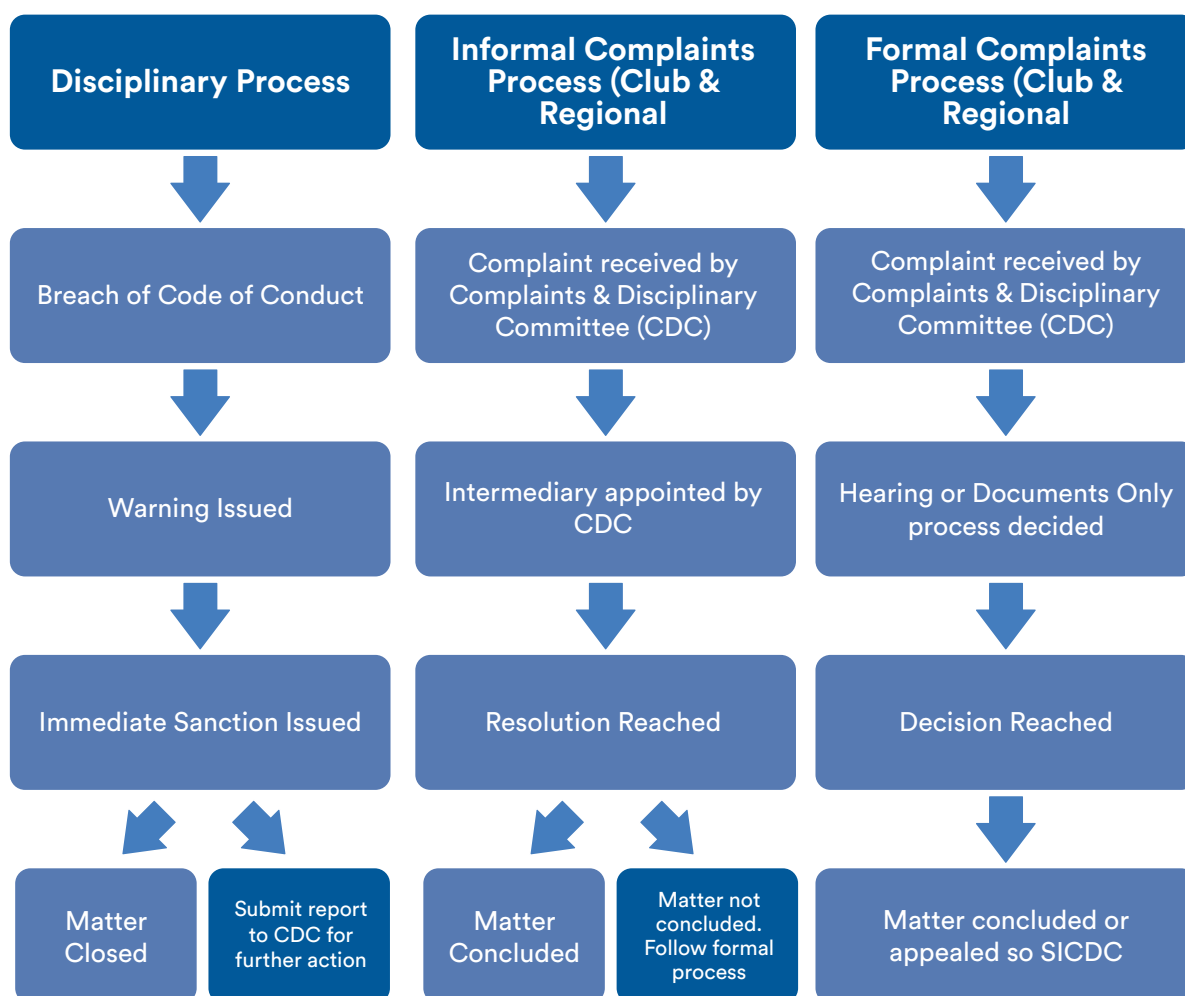 Disciplinary Process
Informal Complaints
Process (Club &
Regional
Formal Complaints
Process (Club &
Regional
Breach of Code of Conduct
Complaint received by
Complaints & Disciplinary
Committee (CDC)
Complaint received by
Complaints & Disciplinary
Committee (CDC)
Warning Issued
Intermediary appointed by
CDC
Hearing or Documents Only
process decided
Immediate Sanction Issued
Resolution Reached
Decision Reached
Matter
Closed
Submit report
to CDC for
further action
Matter
Concluded
Matter not
concluded.
Follow formal
process
Matter concluded or
appealed so SICDC